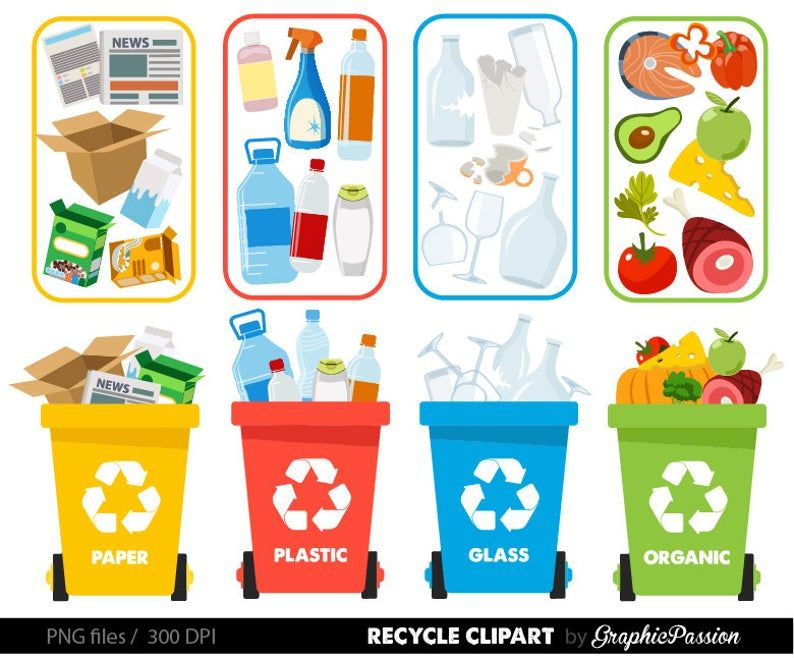 NEWS
NEWS
PAPER
PLASTIC
GLASS
ORGANIC
PNG files / 300 DPI
RECYCLE CLIPART by GraphicPassion